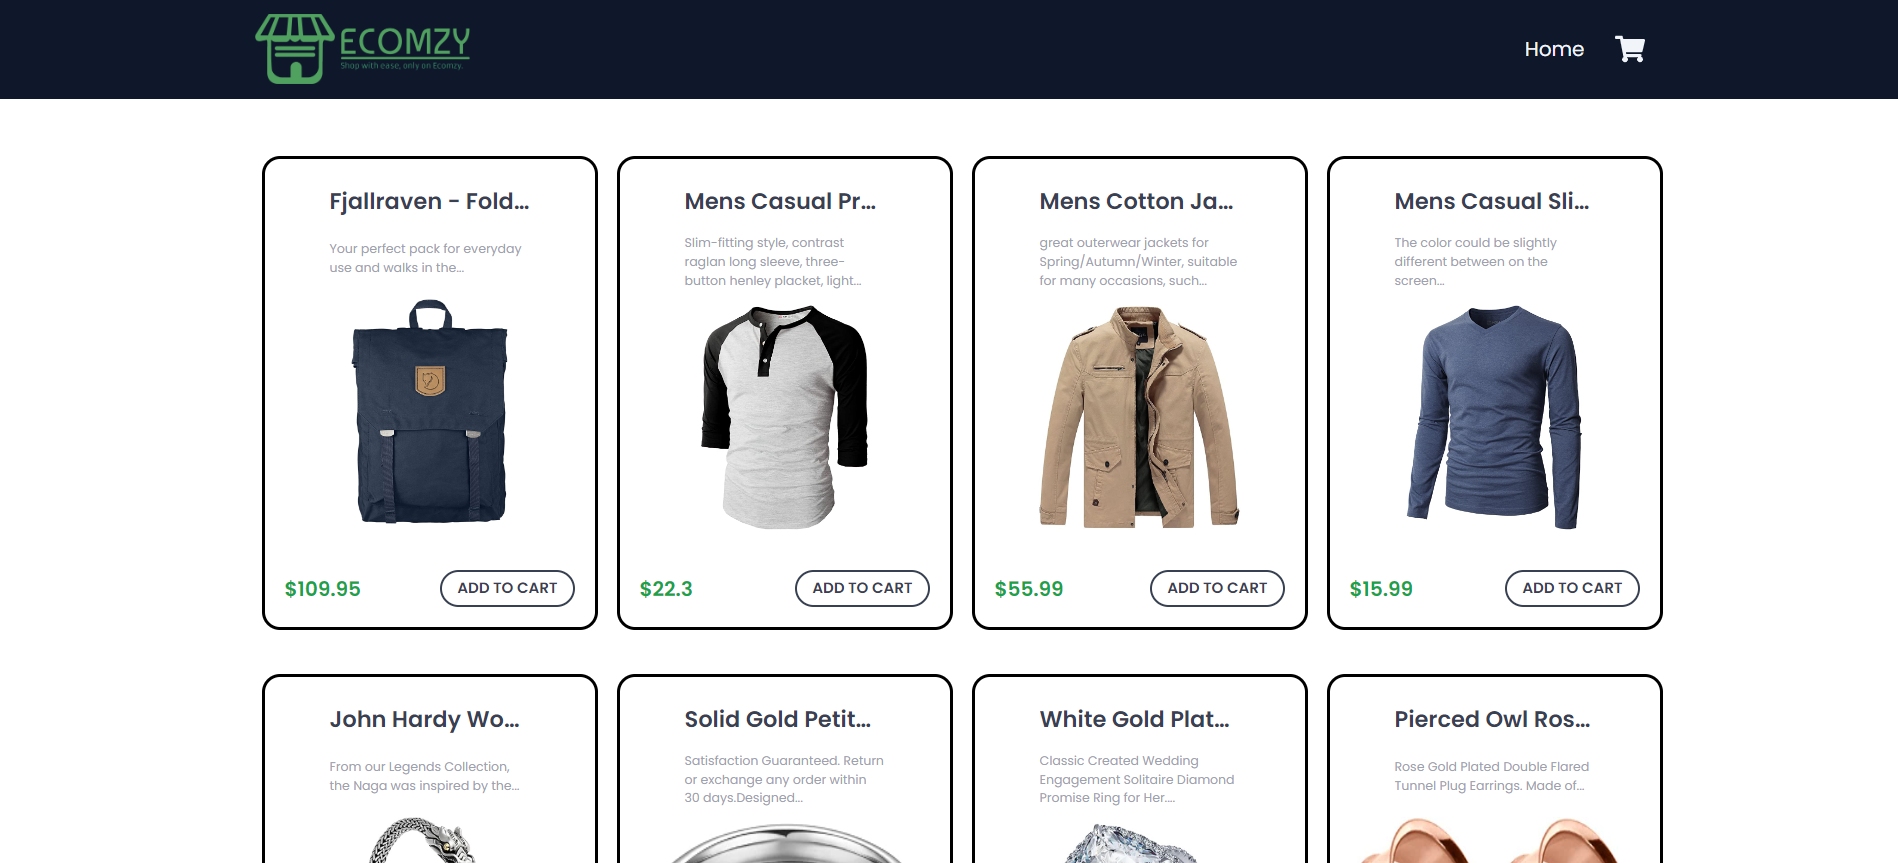 ECOMZY
Shop with ease, only on Ecomzy.
Home
Fjallraven - Fold...
Your perfect pack for everyday
use and walks in the...
$109.95
ADD TO CART
Mens Casual Pr...
Slim-fitting style, contrast
raglan long sleeve, three-
button henley placket, light...
$22.3
ADD TO CART
Mens Cotton Ja...
great outerwear jackets for
Spring/Autumn/Winter, suitable
for many occasions, such...
$55.99
ADD TO CART
Mens Casual Sli...
The color could be slightly
different between on the
screen...
$15.99
ADD TO CART
John Hardy Wo...
From our Legends Collection,
the Naga was inspired by the...
Solid Gold Petit...
Satisfaction Guaranteed. Return
or exchange any order within
30 days.Designed...
White Gold Plat...
Classic Created Wedding
Engagement Solitaire Diamond
Promise Ring for Her....
Pierced Owl Ros...
Rose Gold Plated Double Flared
Tunnel Plug Earrings. Made of...